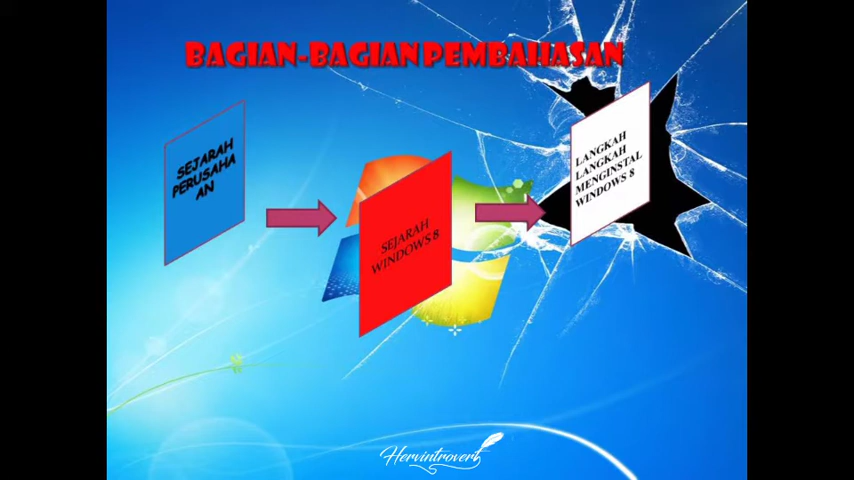 BAGIAN-BAGIAN PEMBAHASAN
SEJARAH
PERUSAHA
AN
SEJARAH
WINDOWS 8
LANGKAH
LANGKAH
MENGINSTAL
WINDOWS 8
Hervintrovert